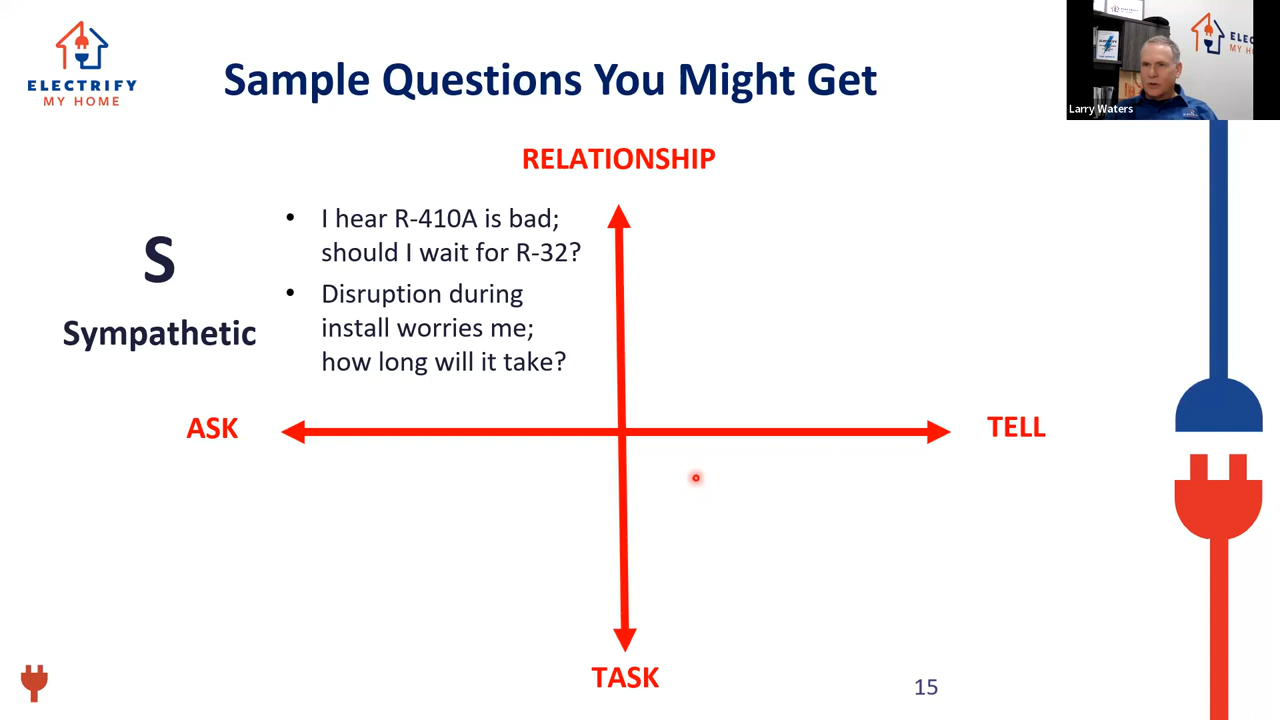 ELECTRIFY
MY HOME
Sample Questions You Might Get
Larry Waters
RELATIONSHIP
S
Sympathetic
• I hear R-410A is bad;
should I wait for R-32?
• Disruption during
install worries me;
how long will it take?
ASK
TELL
TASK
15